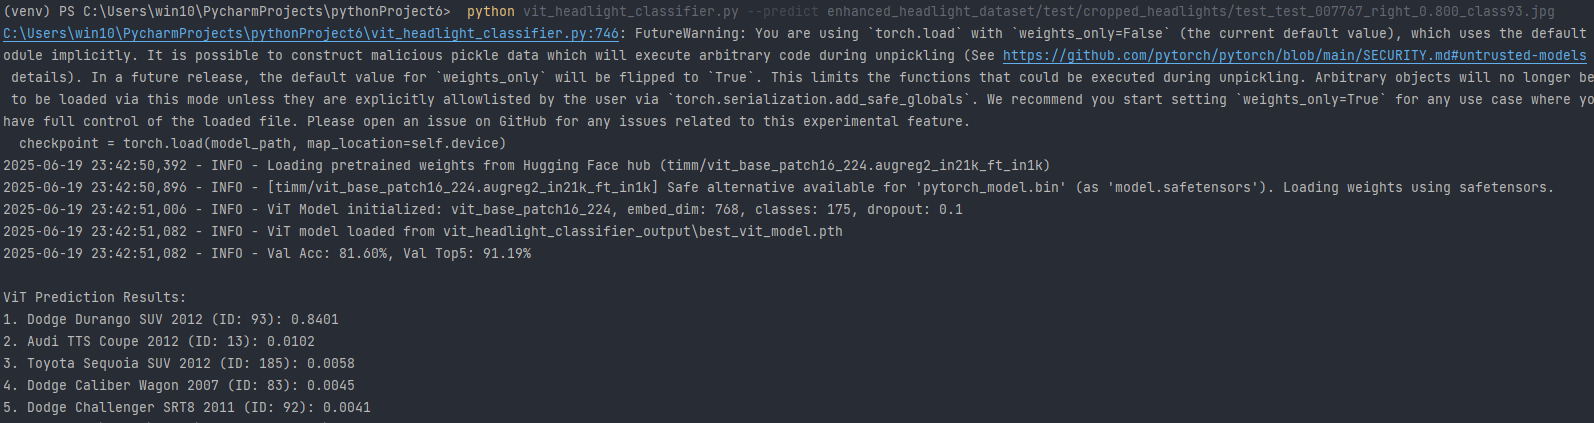 (venv) PS C:\Users\win10\PycharmProjects\pythonProject6>  python vit_headlight_classifier.py --predict enhanced_headlight_dataset/test/cropped_headlights/test_test_007767_right_0.800_class93.jpg
C:\Users\win10\PycharmProjects\pythonProject6\vit_headlight_classifier.py:746: FutureWarning: You are using `torch.load` with `weights_only=False` (the current default value), which uses the default
odule implicitly. It is possible to construct malicious pickle data which will execute arbitrary code during unpickling (See https://github.com/pytorch/pytorch/blob/main/SECURITY.md#untrusted-models
 details). In a future release, the default value for `weights_only` will be flipped to `True`. This limits the functions that could be executed during unpickling. Arbitrary objects will no longer be
 to be loaded via this mode unless they are explicitly allowlisted by the user via `torch.serialization.add_safe_globals`. We recommend you start setting `weights_only=True` for any use case where yo
have full control of the loaded file. Please open an issue on GitHub for any issues related to this experimental feature.
  checkpoint = torch.load(model_path, map_location=self.device)
2025-06-19 23:42:50,392 - INFO - Loading pretrained weights from Hugging Face hub (timm/vit_base_patch16_224.augreg2_in21k_ft_in1k)
2025-06-19 23:42:50,896 - INFO - [timm/vit_base_patch16_224.augreg2_in21k_ft_in1k] Safe alternative available for 'pytorch_model.bin' (as 'model.safetensors'). Loading weights using safetensors.
2025-06-19 23:42:51,006 - INFO - ViT Model initialized: vit_base_patch16_224, embed_dim: 768, classes: 175, dropout: 0.1
2025-06-19 23:42:51,082 - INFO - ViT model loaded from vit_headlight_classifier_output\best_vit_model.pth
2025-06-19 23:42:51,082 - INFO - Val Acc: 81.60%, Val Top5: 91.19%

ViT Prediction Results:
1. Dodge Durango SUV 2012 (ID: 93): 0.8401
2. Audi TTS Coupe 2012 (ID: 13): 0.0102
3. Toyota Sequoia SUV 2012 (ID: 185): 0.0058
4. Dodge Caliber Wagon 2007 (ID: 83): 0.0045
5. Dodge Challenger SRT8 2011 (ID: 92): 0.0041